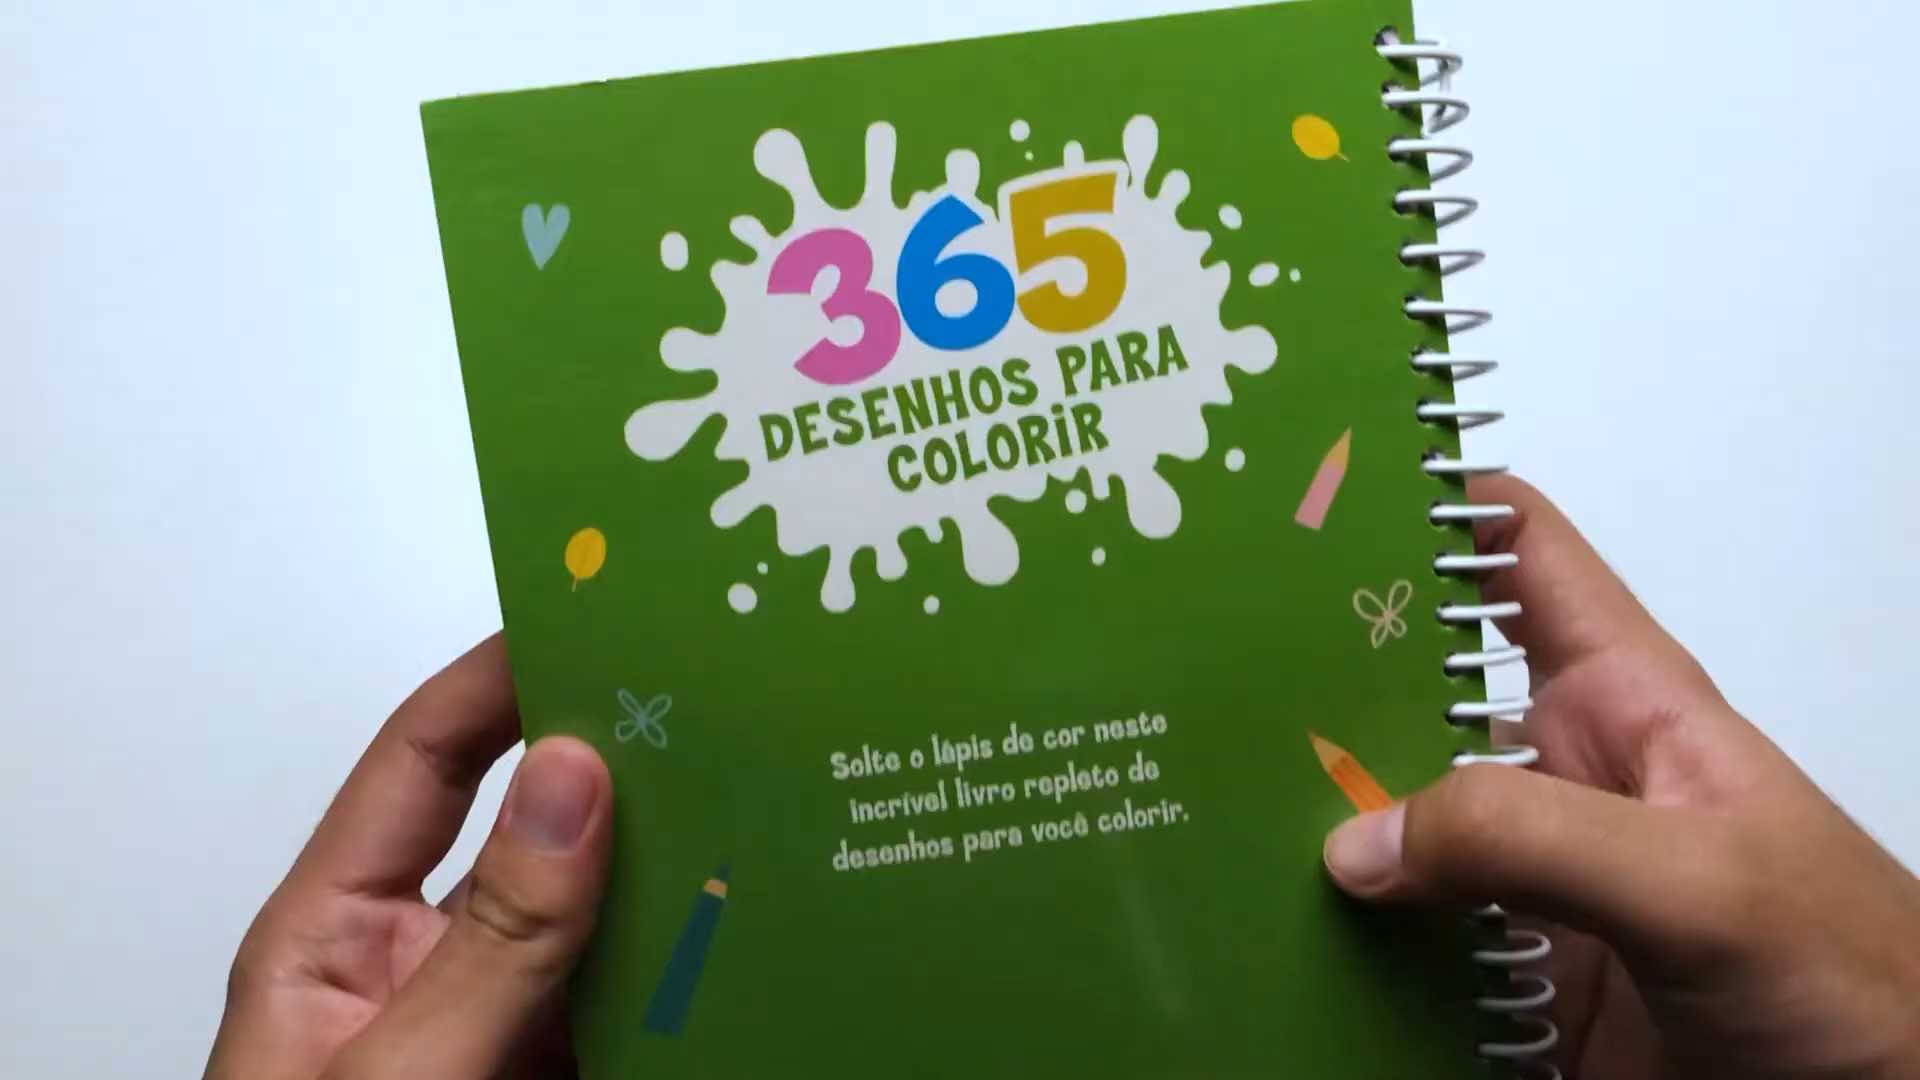 365
DESENHOS PARA
COLORIR
Solte o lápis de cor neste
incrível livro repleto de
desenhos para você colorir.